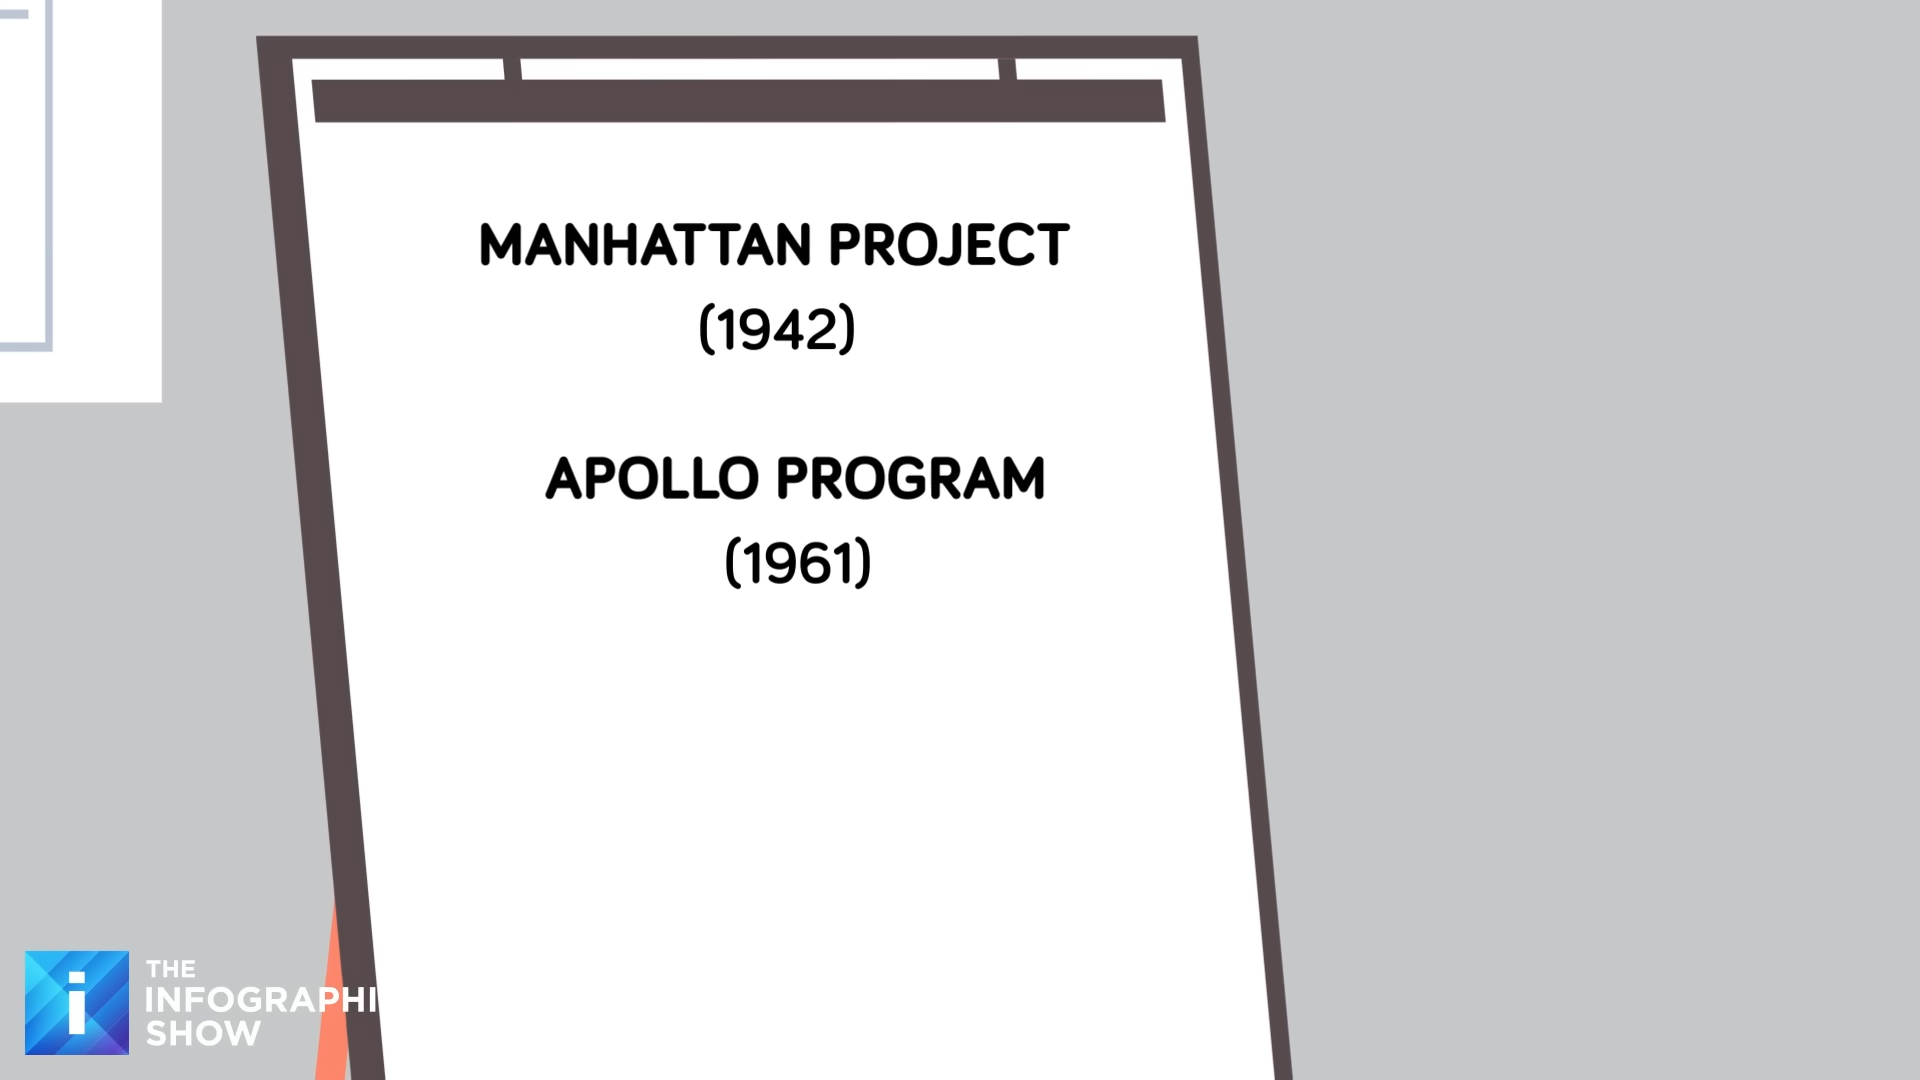 MANHATTAN PROJECT
(1942)
APOLLO PROGRAM
(1961)
THE
INFOGRAPHI
SHOW